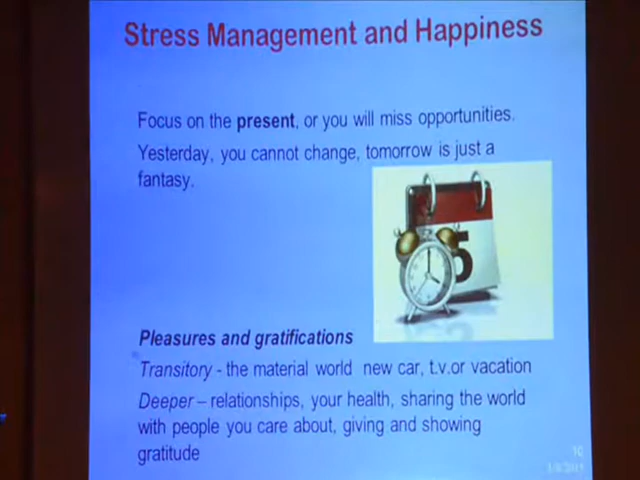 Stress Management and Happiness
Focus on the present, or you will miss opportunities.
Yesterday, you cannot change, tomorrow is just a
fantasy.
5
Pleasures and gratifications
Transitory - the material world  new car, t.v.or vacation
Deeper – relationships, your health, sharing the world
with people you care about, giving and showing
gratitude